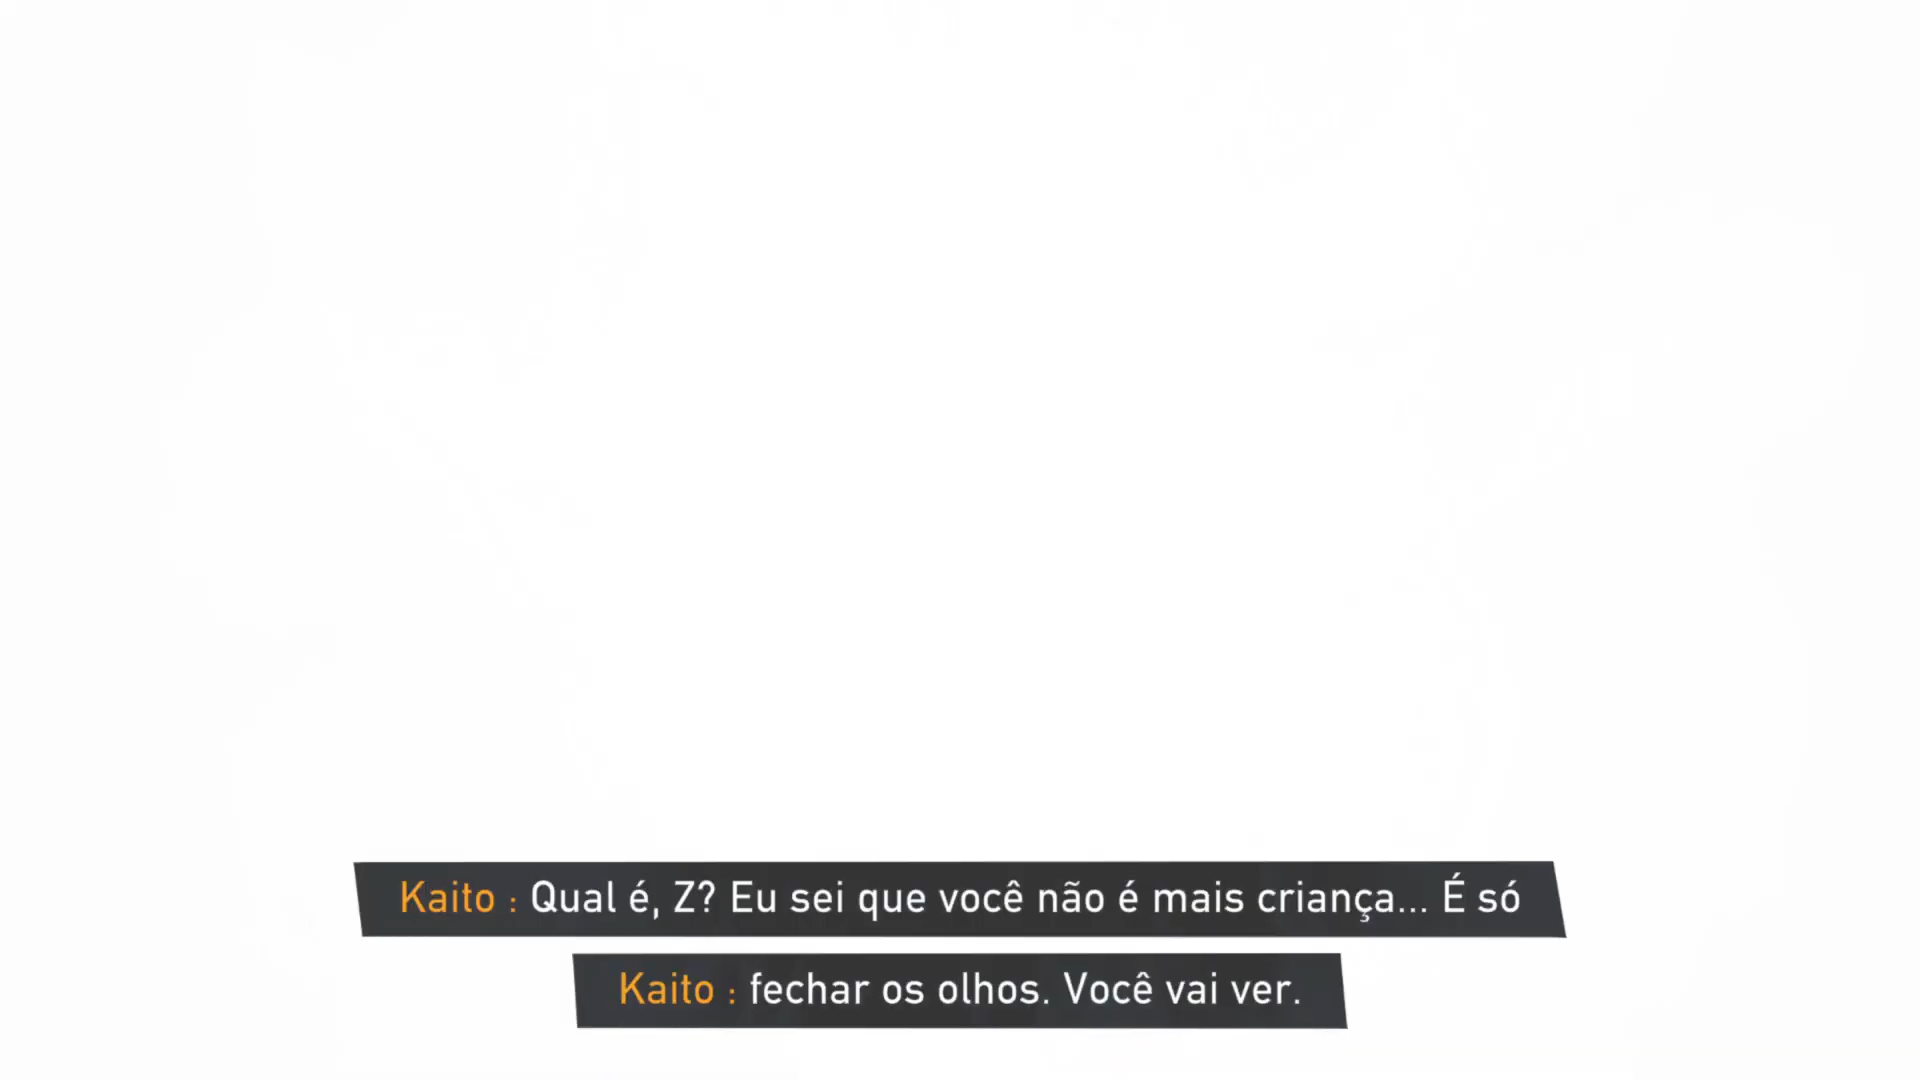 Kaito : Qual é, Z? Eu sei que você não é mais criança... É só
Kaito : fechar os olhos. Você vai ver.